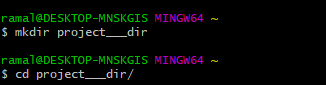 ramal@DESKTOP-MNSKGIS MINGW64 ~
$ mkdir project___dir
ramal@DESKTOP-MNSKGIS MINGW64 ~
$ cd project___dir/